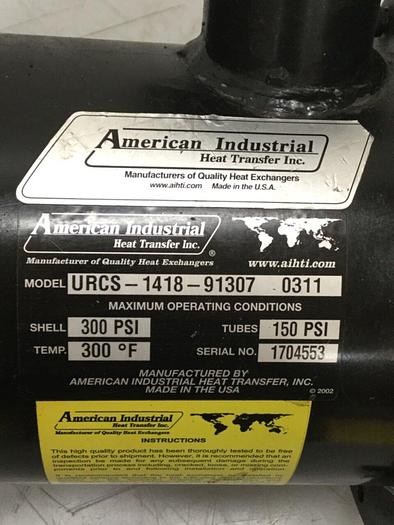 American Industrial
Heat Transfer Inc.
Manufacturers of Quality Heat Exchangers
www.aihti.com Made in the U.S.A.
American Industrial
Heat Transfer Inc.
®
Manufacturer of Quality Heat Exchangers
www.aihti.com
MODEL URCS-1418-91307 0311
MAXIMUM OPERATING CONDITIONS
SHELL 300 PSI TUBES 150 PSI
TEMP. 300 °F SERIAL NO. 1704553
MANUFACTURED BY
AMERICAN INDUSTRIAL HEAT TRANSFER, INC.
MADE IN THE USA
© 2002
American Industrial
Heat Transfer Inc.
Manufacturer of Quality Heat Exchangers
INSTRUCTIONS
This high quality product has been thoroughly tested to be free
of defects prior to shipment. However, it is recommended that an
inspection be made for any subsequent damage during the
transportation process including, cracked, loose, or missing com-
ponents prior to and following installation and